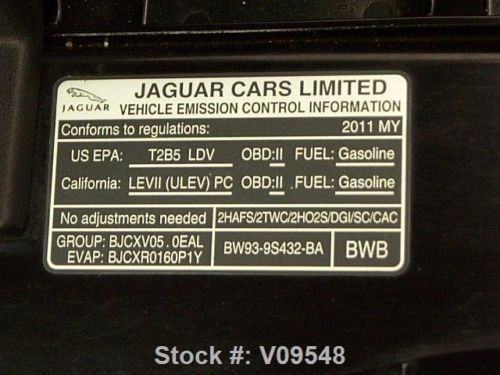 JAGUAR
JAGUAR CARS LIMITED
VEHICLE EMISSION CONTROL INFORMATION
Conforms to regulations: 2011 MY
US EPA: T2B5 LDV OBD:II FUEL: Gasoline
California: LEVII (ULEV) PC OBD:II FUEL: Gasoline
No adjustments needed 2HAFS/2TWC/2HO2S/DGI/SC/CAC
GROUP: BJCXV05.0EAL
EVAP: BJCXR0160P1Y BW93-9S432-BA BWB
Stock #: V09548